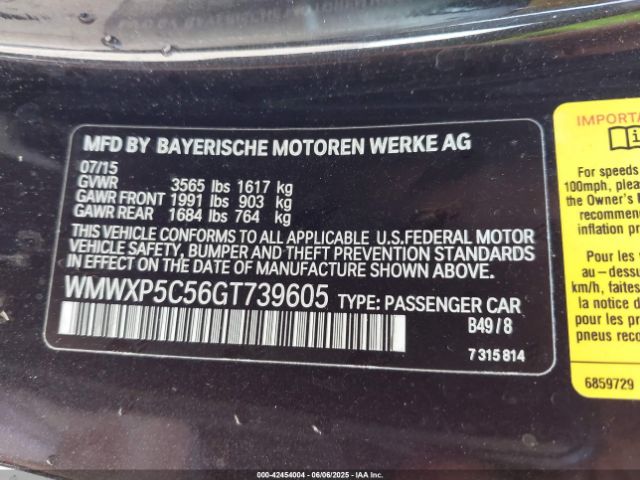 MFD BY BAYERISCHE MOTOREN WERKE AG
07/15
GVWR 3565 lbs 1617 kg
GAWR FRONT 1991 lbs 903 kg
GAWR REAR 1684 lbs 764 kg
THIS VEHICLE CONFORMS TO ALL APPLICABLE U.S.FEDERAL MOTOR
VEHICLE SAFETY, BUMPER AND THEFT PREVENTION STANDARDS
IN EFFECT ON THE DATE OF MANUFACTURE SHOWN ABOVE.
WMWXP5C56GT739605 TYPE: PASSENGER CAR
B49/8
7 315 814
For speeds
100mph, plea
the Owner's
recommen
inflation pr
Pour les
au - dessus
km/h, faites
la notice d
pour les pr
pneus reco
6859729
100-42454004 - 06/06/2025 - IAA Inc.